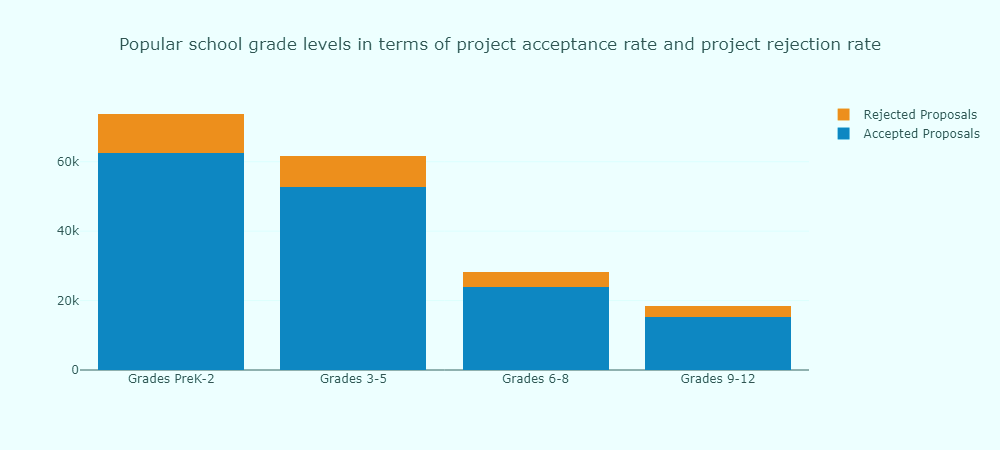 Popular school grade levels in terms of project acceptance rate and project rejection rate
Rejected Proposals
Accepted Proposals
60k
40k
20k
0
Grades PreK-2
Grades 3-5
Grades 6-8
Grades 9-12